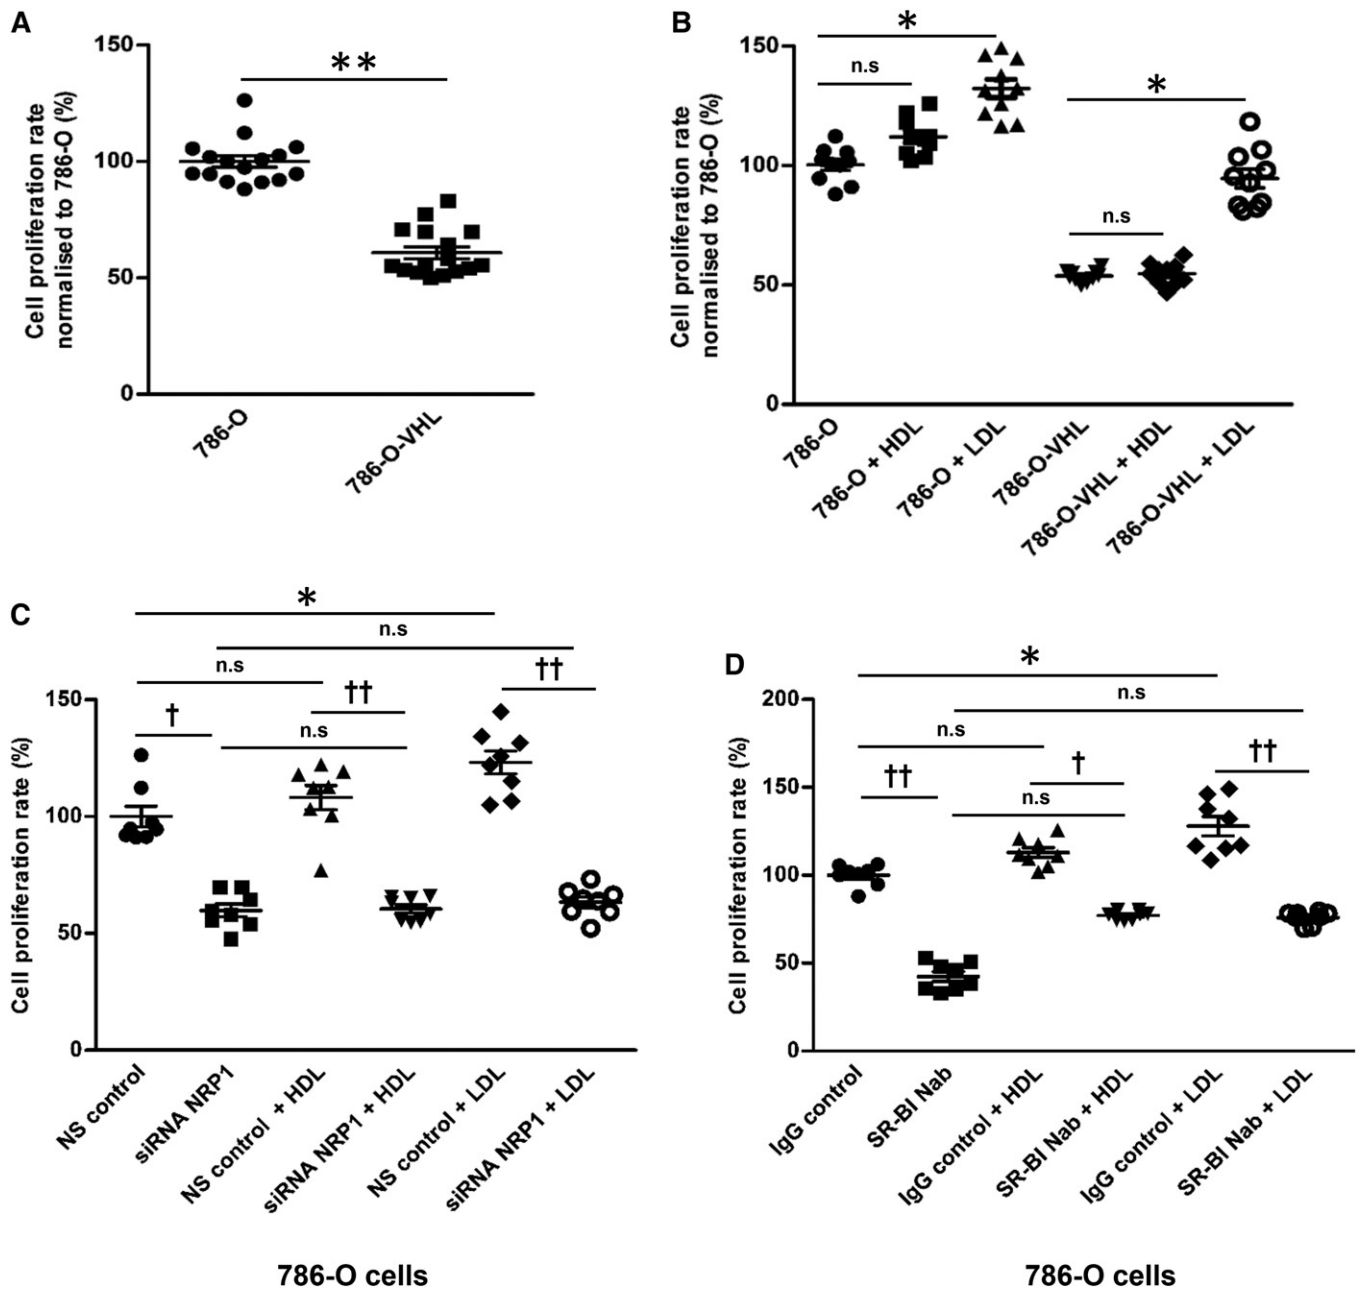 A
150
100
50
0
Cell proliferation rate
normalised to 786-O (%)
**
786-O
786-O-VHL
B
150
100
50
0
Cell proliferation rate
normalised to 786-O (%)
*
n.s
*
n.s
786-O
786-O + HDL
786-O + LDL
786-O-VHL
786-O-VHL + HDL
786-O-VHL + LDL
C
*
n.s
n.s
††
††
†
n.s
150
100
50
0
Cell proliferation rate (%)
NS control
siRNA NRP1
NS control + HDL
siRNA NRP1 + HDL
NS control + LDL
siRNA NRP1 + LDL
786-O cells
D
*
n.s
n.s
†
††
††
n.s
200
150
100
50
0
Cell proliferation rate (%)
IgG control
SR-BI Nab
IgG control + HDL
SR-BI Nab + HDL
IgG control + LDL
SR-BI Nab + LDL
786-O cells